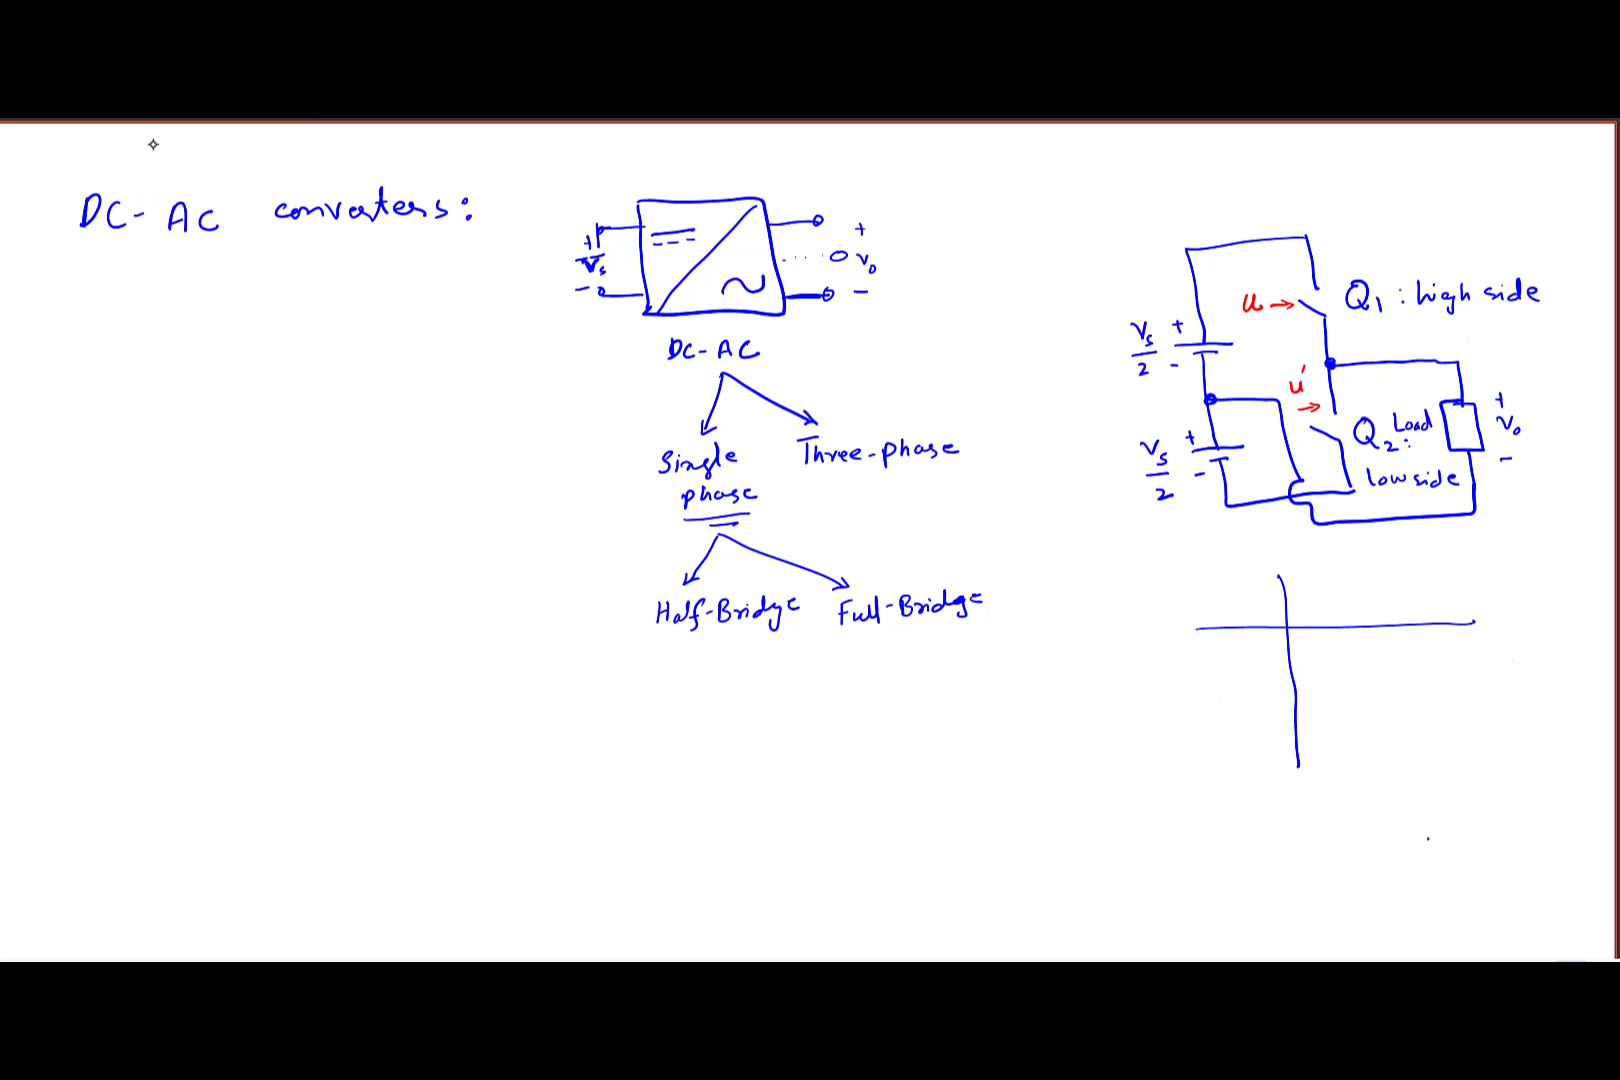 DC- AC converters:
+
Vs
-
+
vo
-
DC-AC
Single
phase
Three-phase
Half-Bridge
Full-Bridge
Vs
2
+
-
Vs
2
+
-
u
Q1 : high side
u'
Q2:
low side
Load
+
vo
-